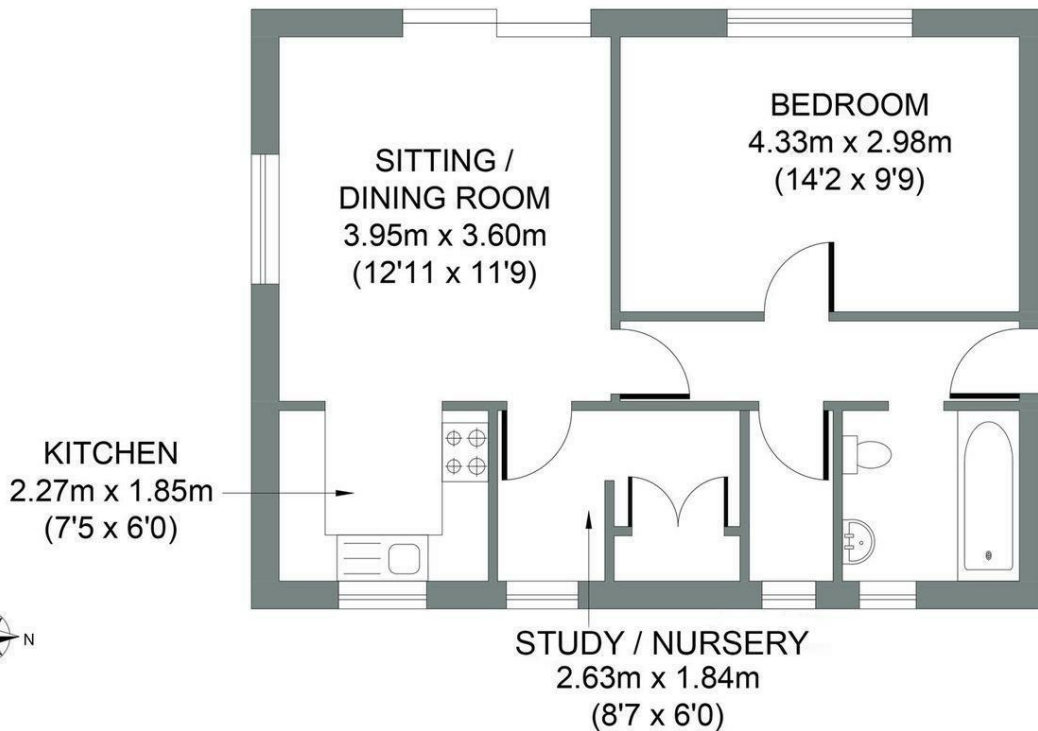 SITTING /
DINING ROOM
3.95m x 3.60m
(12'11 x 11'9)
BEDROOM
4.33m x 2.98m
(14'2 x 9'9)
KITCHEN
2.27m x 1.85m
(7'5 x 6'0)
N
STUDY / NURSERY
2.63m x 1.84m
(8'7 x 6'0)